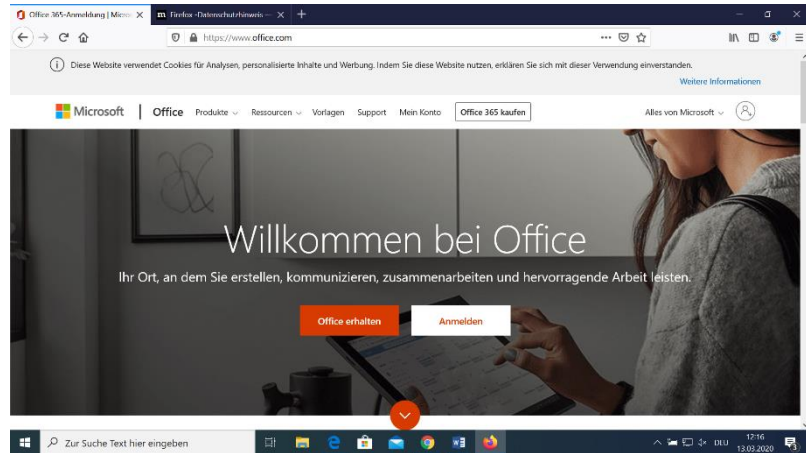 Office 365-Anmeldung | Micros
Firefox -Datenschutzhinweis —
https://www.office.com
Diese Website verwendet Cookies für Analysen, personalisierte Inhalte und Werbung. Indem Sie diese Website nutzen, erklären Sie sich mit dieser Verwendung einverstanden.
Weitere Informationen
Microsoft | Office Produkte Ressourcen Vorlagen Support Mein Konto Office 365 kaufen Alles von Microsoft
Willkommen bei Office
Ihr Ort, an dem Sie erstellen, kommunizieren, zusammenarbeiten und hervorragende Arbeit leisten.
Office erhalten Anmelden
Zur Suche Text hier eingeben
DEU
12:16
13.03.2020
3